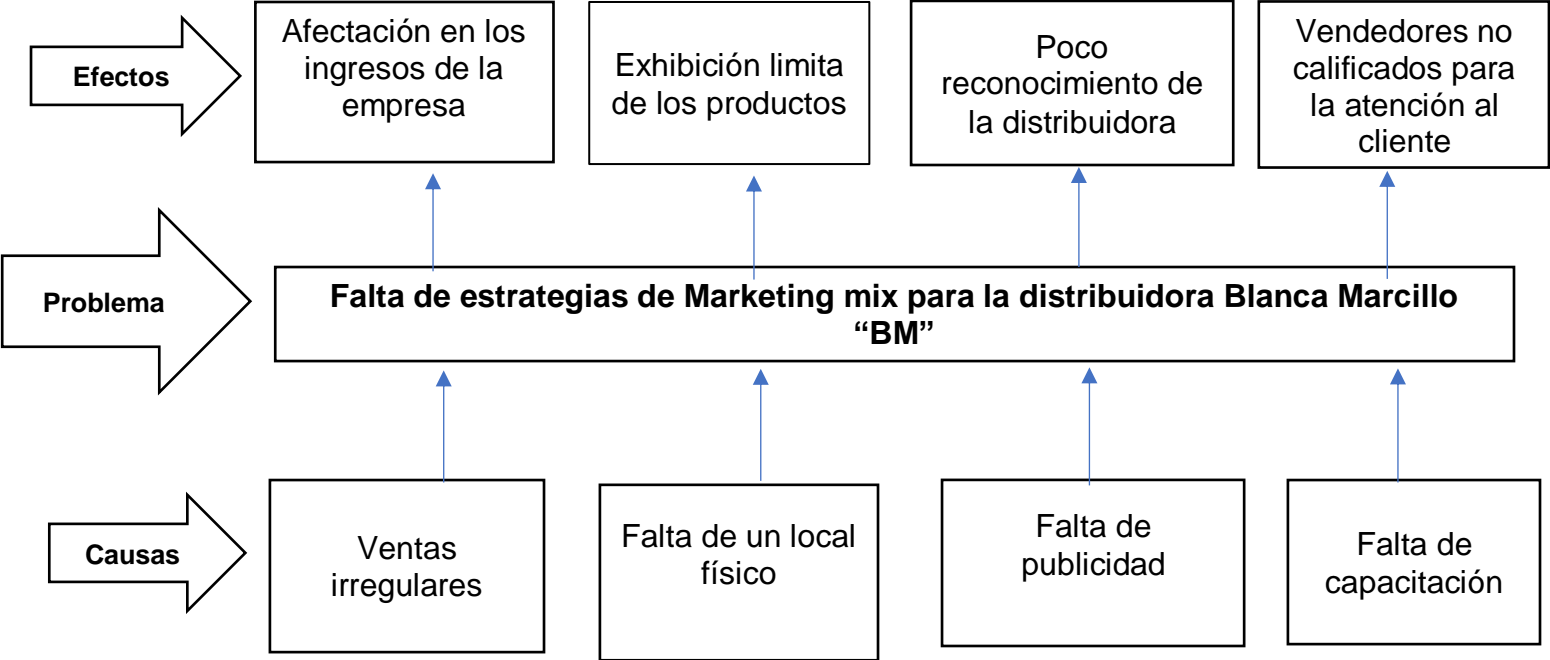 Efectos
Afectación en los
ingresos de la
empresa
Exhibición limita
de los productos
Poco
reconocimiento de
la distribuidora
Vendedores no
calificados para
la atención al
cliente
Problema
Falta de estrategias de Marketing mix para la distribuidora Blanca Marcillo
“BM”
Causas
Ventas
irregulares
Falta de un local
físico
Falta de
publicidad
Falta de
capacitación